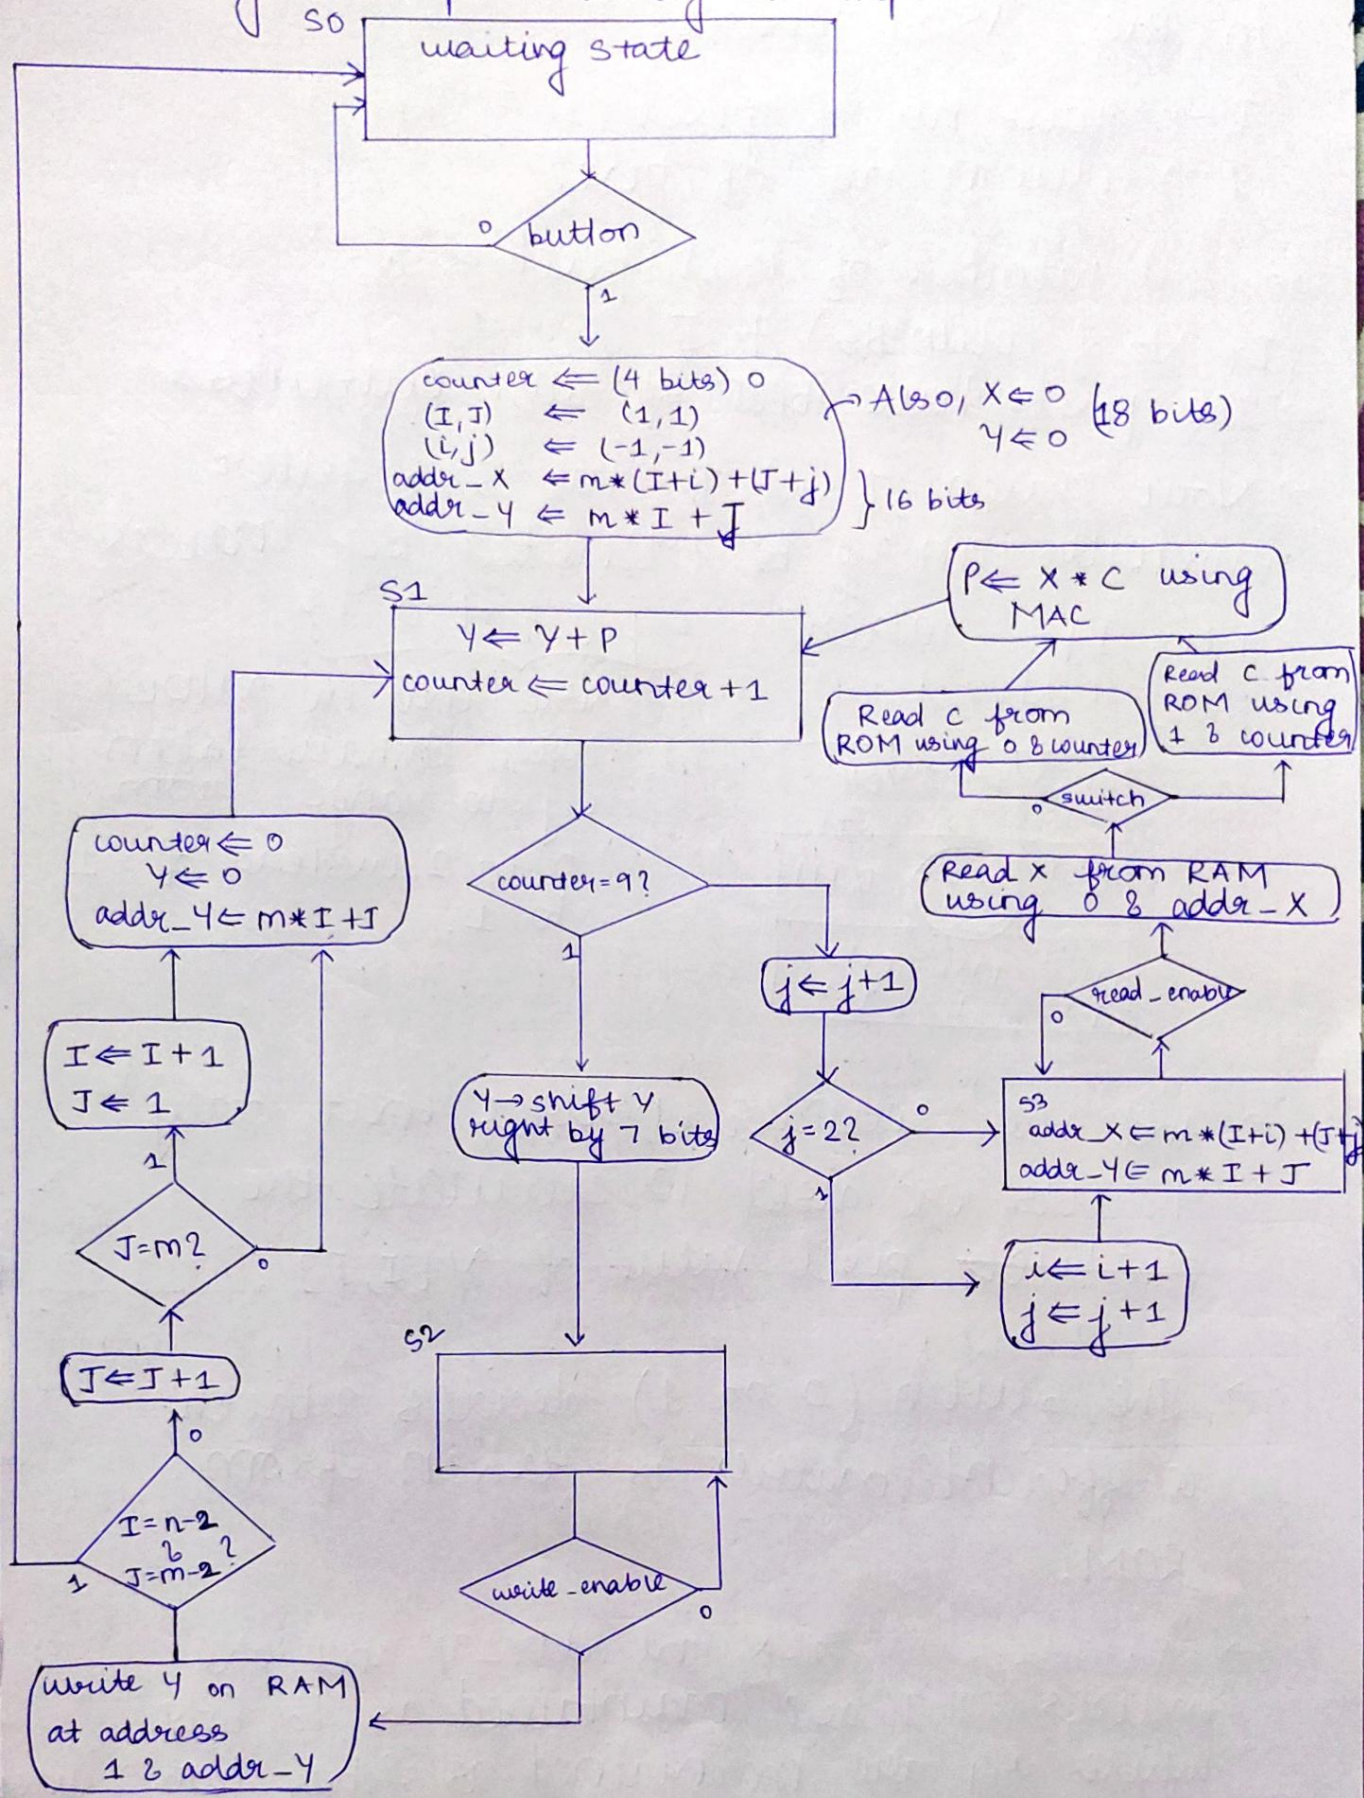 S0
waiting state
button
0
1
counter ⇐ (4 bits) 0
(I,J) ⇐ (1,1)
(i,j) ⇐ (-1,-1)
addr_X ⇐ m*(I+i)+(J+j)
addr_Y ⇐ m*I+J
→ Also, X⇐0
Y⇐0
(18 bits)
} 16 bits
S1
Y⇐Y+P
counter ⇐ counter+1
P⇐ X*C using
MAC
Read C from
ROM using 0 & counter
Read C from
ROM using
1 & counter
switch
0
Read X from RAM
using 0 & addr_X
read_enable
0
S3
addr_X⇐m*(I+i)+(J+j)
addr_Y⇐ m*I+J
i⇐i+1
j⇐j+1
counter=9?
1
j⇐j+1
j=2?
0
1
Y→shift Y
right by 7 bits
S2
write_enable
0
counter⇐0
Y⇐0
addr_Y⇐m*I+J
I⇐I+1
J⇐1
1
J=m?
0
J⇐J+1
0
I=n-2
&
J=m-2
?
1
write Y on RAM
at address
1 & addr_Y